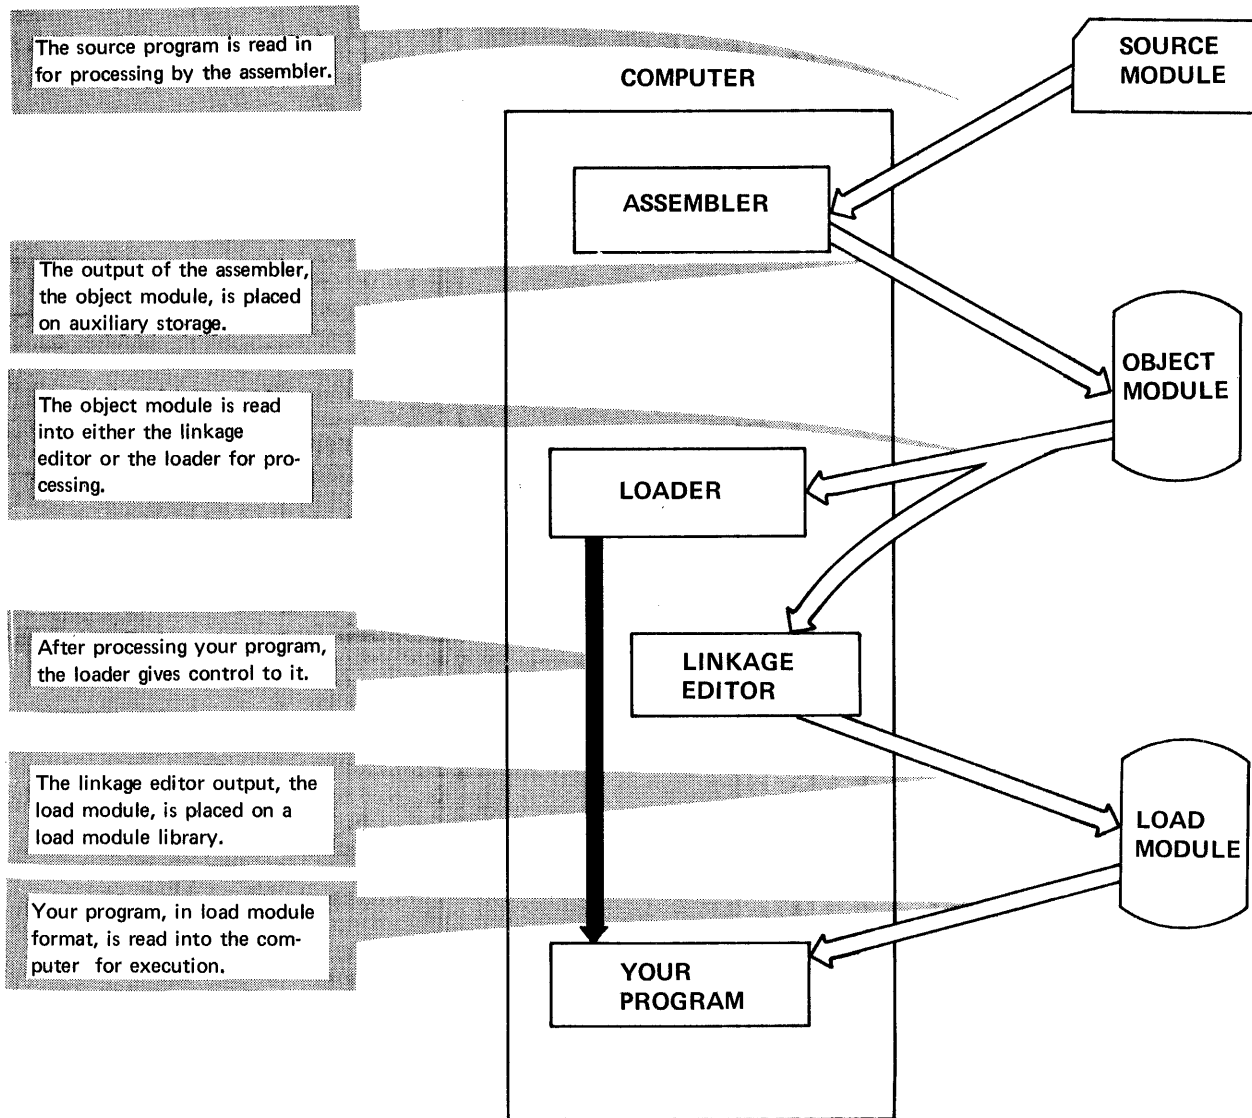 The source program is read in
for processing by the assembler.
COMPUTER
SOURCE
MODULE
ASSEMBLER
The output of the assembler,
the object module, is placed
on auxiliary storage.
OBJECT
MODULE
The object module is read
into either the linkage
editor or the loader for pro-
cessing.
LOADER
After processing your program,
the loader gives control to it.
LINKAGE
EDITOR
The linkage editor output, the
load module, is placed on a
load module library.
LOAD
MODULE
Your program, in load module
format, is read into the com-
puter for execution.
YOUR
PROGRAM